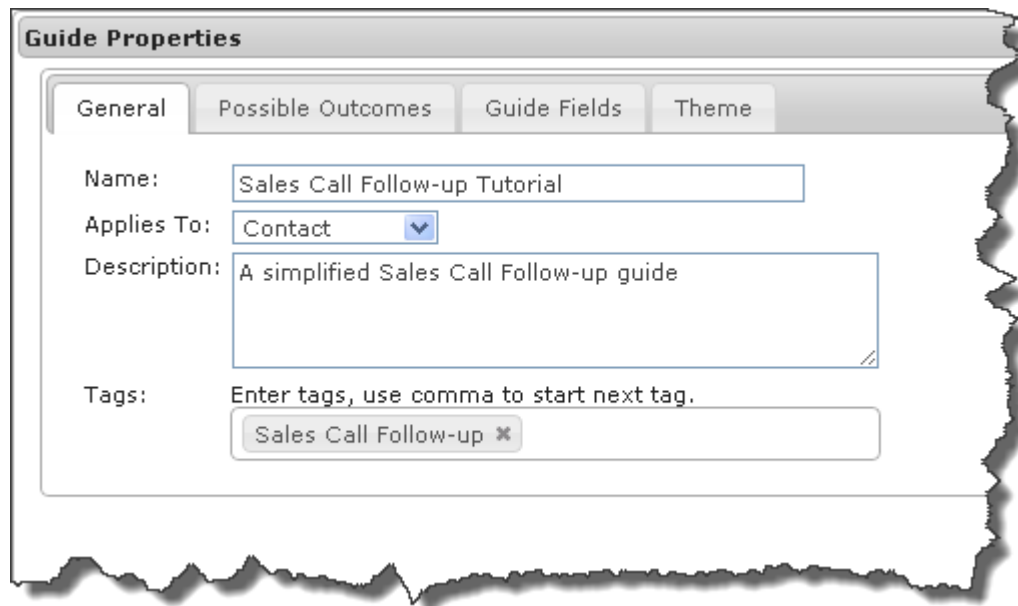 Guide Properties
General Possible Outcomes Guide Fields Theme
Name: Sales Call Follow-up Tutorial
Applies To: Contact
Description: A simplified Sales Call Follow-up guide
Tags: Enter tags, use comma to start next tag.
Sales Call Follow-up